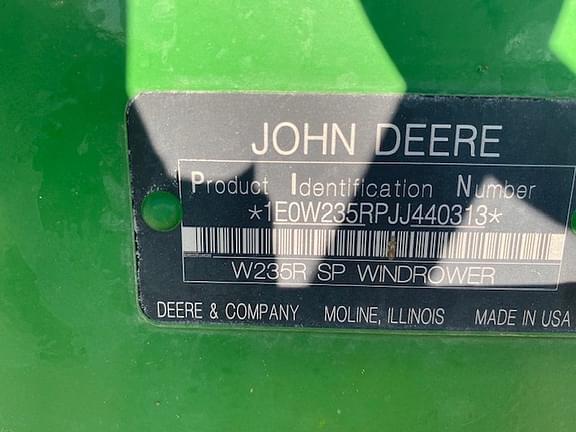 JOHN DEERE
Product Identification Number
*1E0W235RPJJ440313*
W235R SP WINDROWER
DEERE & COMPANY MOLINE, ILLINOIS MADE IN USA